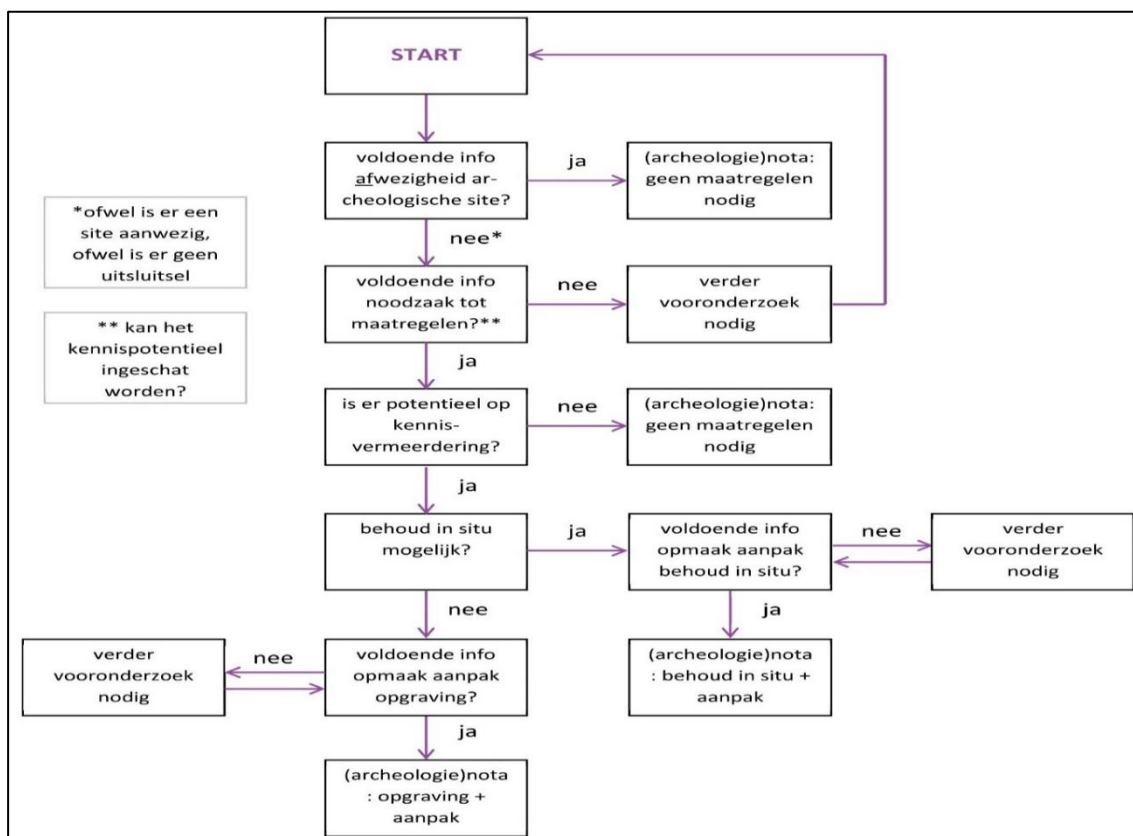 START
voldoende info
afwezigheid ar-
cheologische site?
ja
(archeologie)nota:
geen maatregelen
nodig
*ofwel is er een
site aanwezig,
ofwel is er geen
uitsluitsel
nee*
voldoende info
noodzaak tot
maatregelen?**
nee
verder
vooronderzoek
nodig
** kan het
kennispotentieel
ingeschat
worden?
ja
is er potentieel op
kennis-
vermeerdering?
nee
(archeologie)nota:
geen maatregelen
nodig
ja
behoud in situ
mogelijk?
ja
voldoende info
opmaak aanpak
behoud in situ?
nee
verder
vooronderzoek
nodig
nee
ja
verder
vooronderzoek
nodig
nee
voldoende info
opmaak aanpak
opgraving?
(archeologie)nota
: behoud in situ +
aanpak
ja
(archeologie)nota
: opgraving +
aanpak